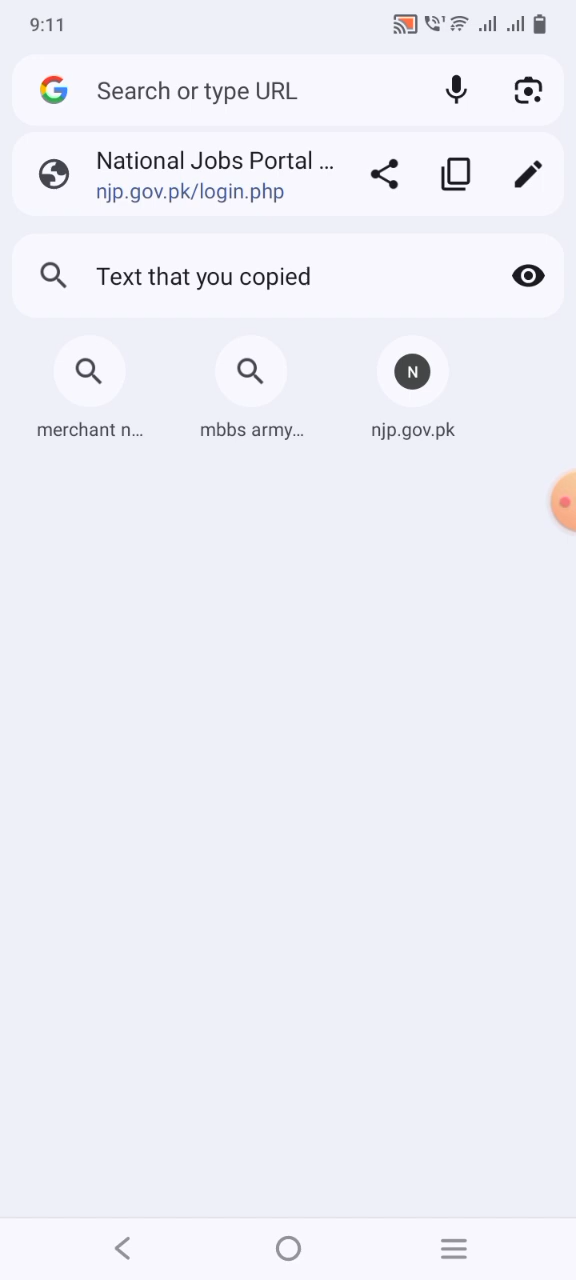 9:11
Search or type URL
National Jobs Portal ...
njp.gov.pk/login.php
Text that you copied
N
merchant n...
mbbs army...
njp.gov.pk